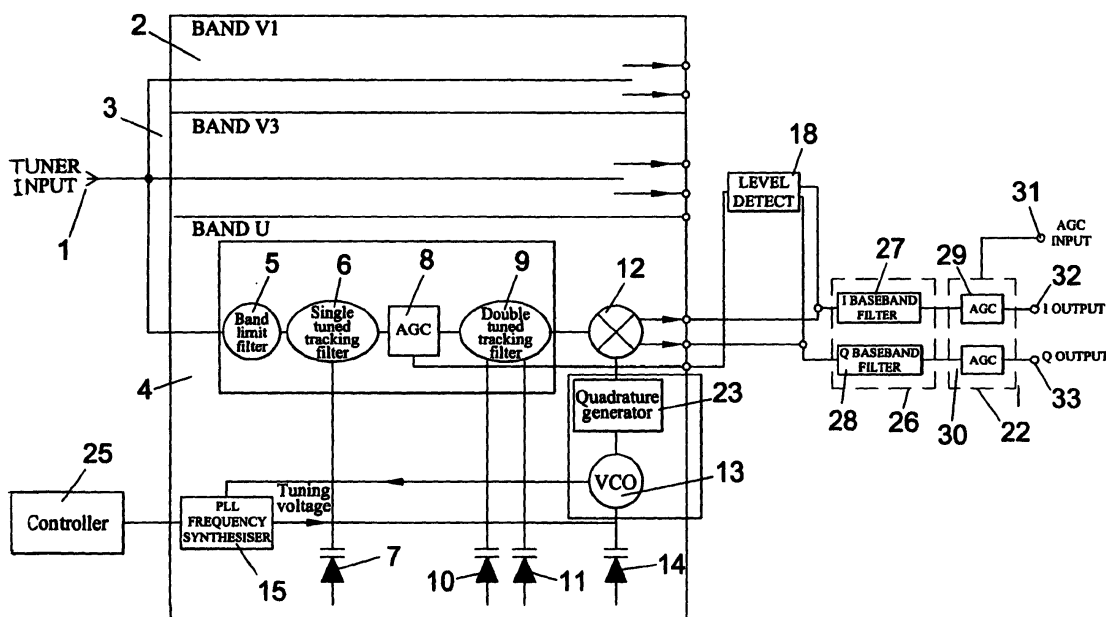 2
BAND V1
3
BAND V3
TUNER
INPUT
1
BAND U
18
LEVEL
DETECT
31
AGC
INPUT
5
6
8
9
12
27
29
32
Band
limit
filter
Single
tuned
tracking
filter
AGC
Double
tuned
tracking
filter
I BASEBAND
FILTER
AGC
I OUTPUT
Q BASEBAND
FILTER
AGC
Q OUTPUT
4
Quadrature
generator
23
28
26
30
22
33
25
VCO
13
Controller
PLL
FREQUENCY
SYNTHESISER
Tuning
voltage
15
7
10
11
14